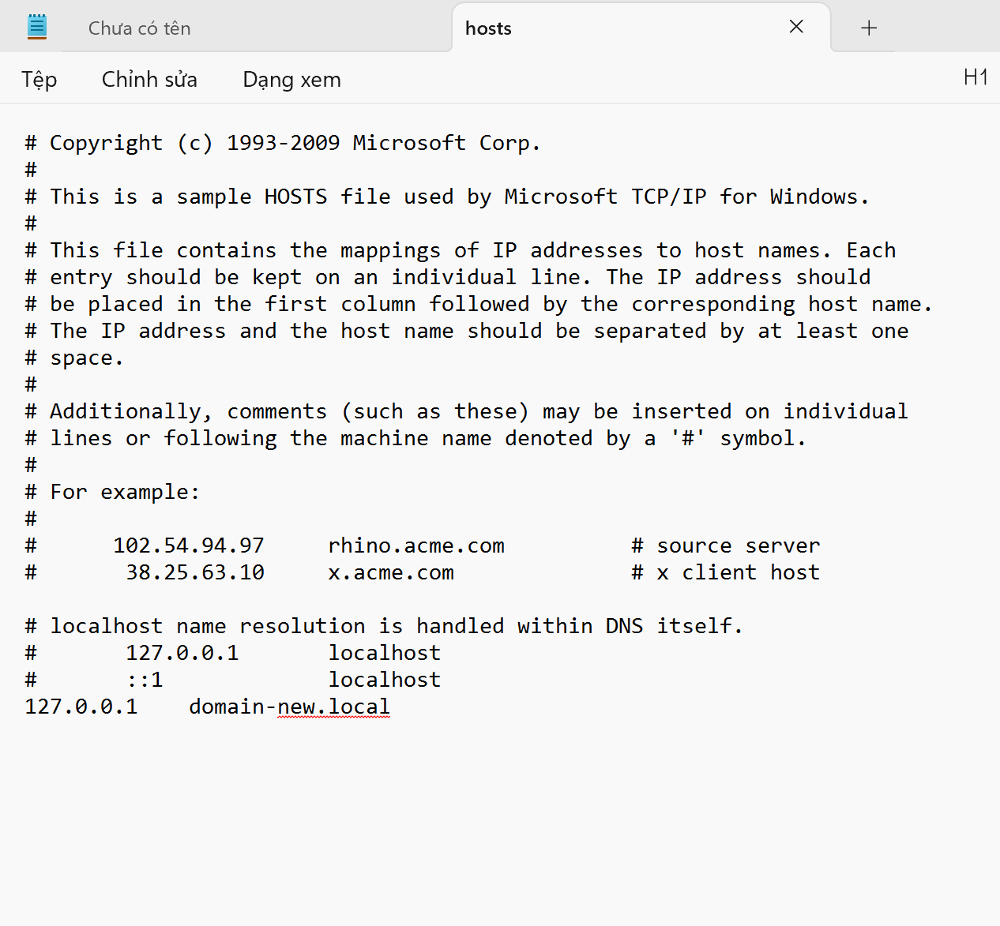 Chưa có tên
hosts
Tệp Chỉnh sửa Dạng xem H1
# Copyright (c) 1993-2009 Microsoft Corp.
#
# This is a sample HOSTS file used by Microsoft TCP/IP for Windows.
#
# This file contains the mappings of IP addresses to host names. Each
# entry should be kept on an individual line. The IP address should
# be placed in the first column followed by the corresponding host name.
# The IP address and the host name should be separated by at least one
# space.
#
# Additionally, comments (such as these) may be inserted on individual
# lines or following the machine name denoted by a '#' symbol.
#
# For example:
#
#      102.54.94.97     rhino.acme.com          # source server
#       38.25.63.10     x.acme.com              # x client host

# localhost name resolution is handled within DNS itself.
#       127.0.0.1       localhost
#       ::1             localhost
127.0.0.1    domain-new.local